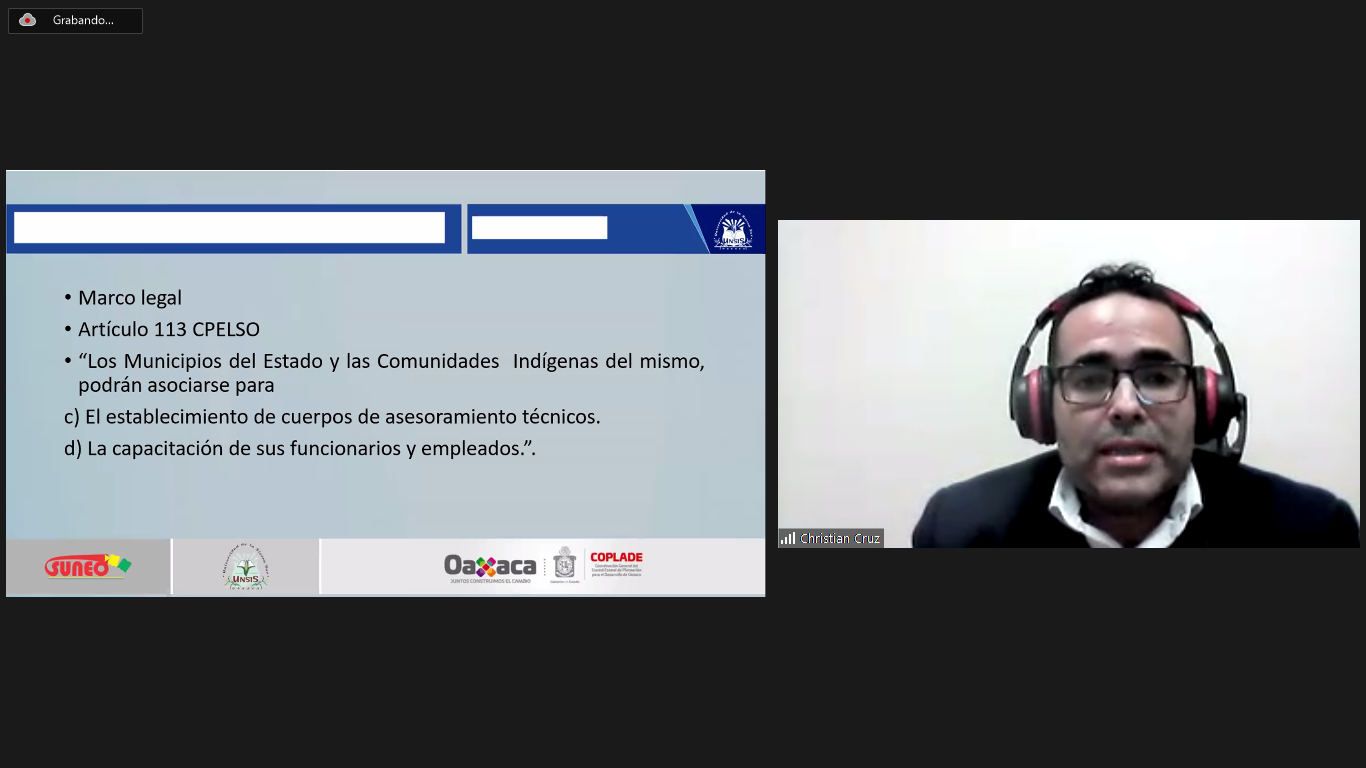 Grabando...
UNSIS
• Marco legal
• Artículo 113 CPELSO
• “Los Municipios del Estado y las Comunidades Indígenas del mismo,
podrán asociarse para
c) El establecimiento de cuerpos de asesoramiento técnicos.
d) La capacitación de sus funcionarios y empleados.”.
SUNEO
UNSIS
Oaxaca
JUNTOS CONSTRUIMOS EL CAMBIO
COPLADE
Christian Cruz